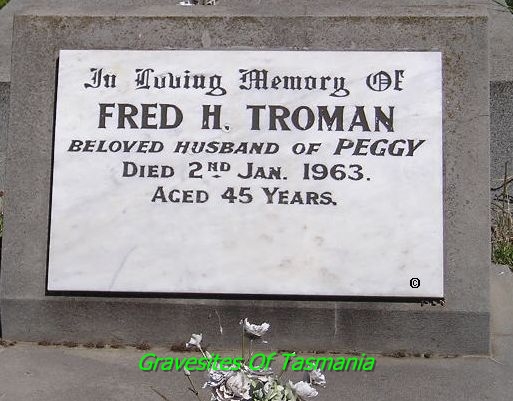 In Loving Memory OF
FRED H. TROMAN
BELOVED HUSBAND OF PEGGY
DIED 2ND JAN. 1963.
AGED 45 YEARS.
©
Gravesites Of Tasmania